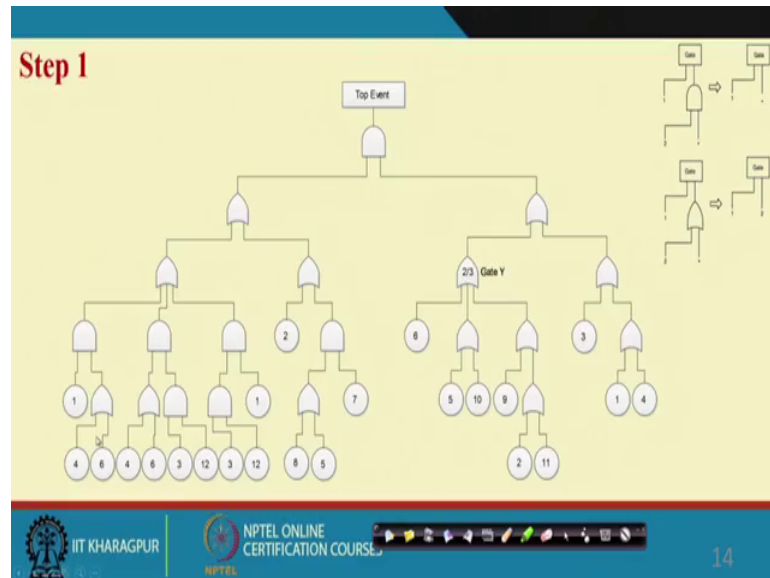 Step 1
Gate
Gate
Top Event
Gate
Gate
2/3 Gate Y
2
6
3
1
1
7
5
10
9
1
4
4
6
4
6
3
12
3
12
8
5
2
11
IIT KHARAGPUR
NPTEL ONLINE
CERTIFICATION COURSES
NPTEL
14